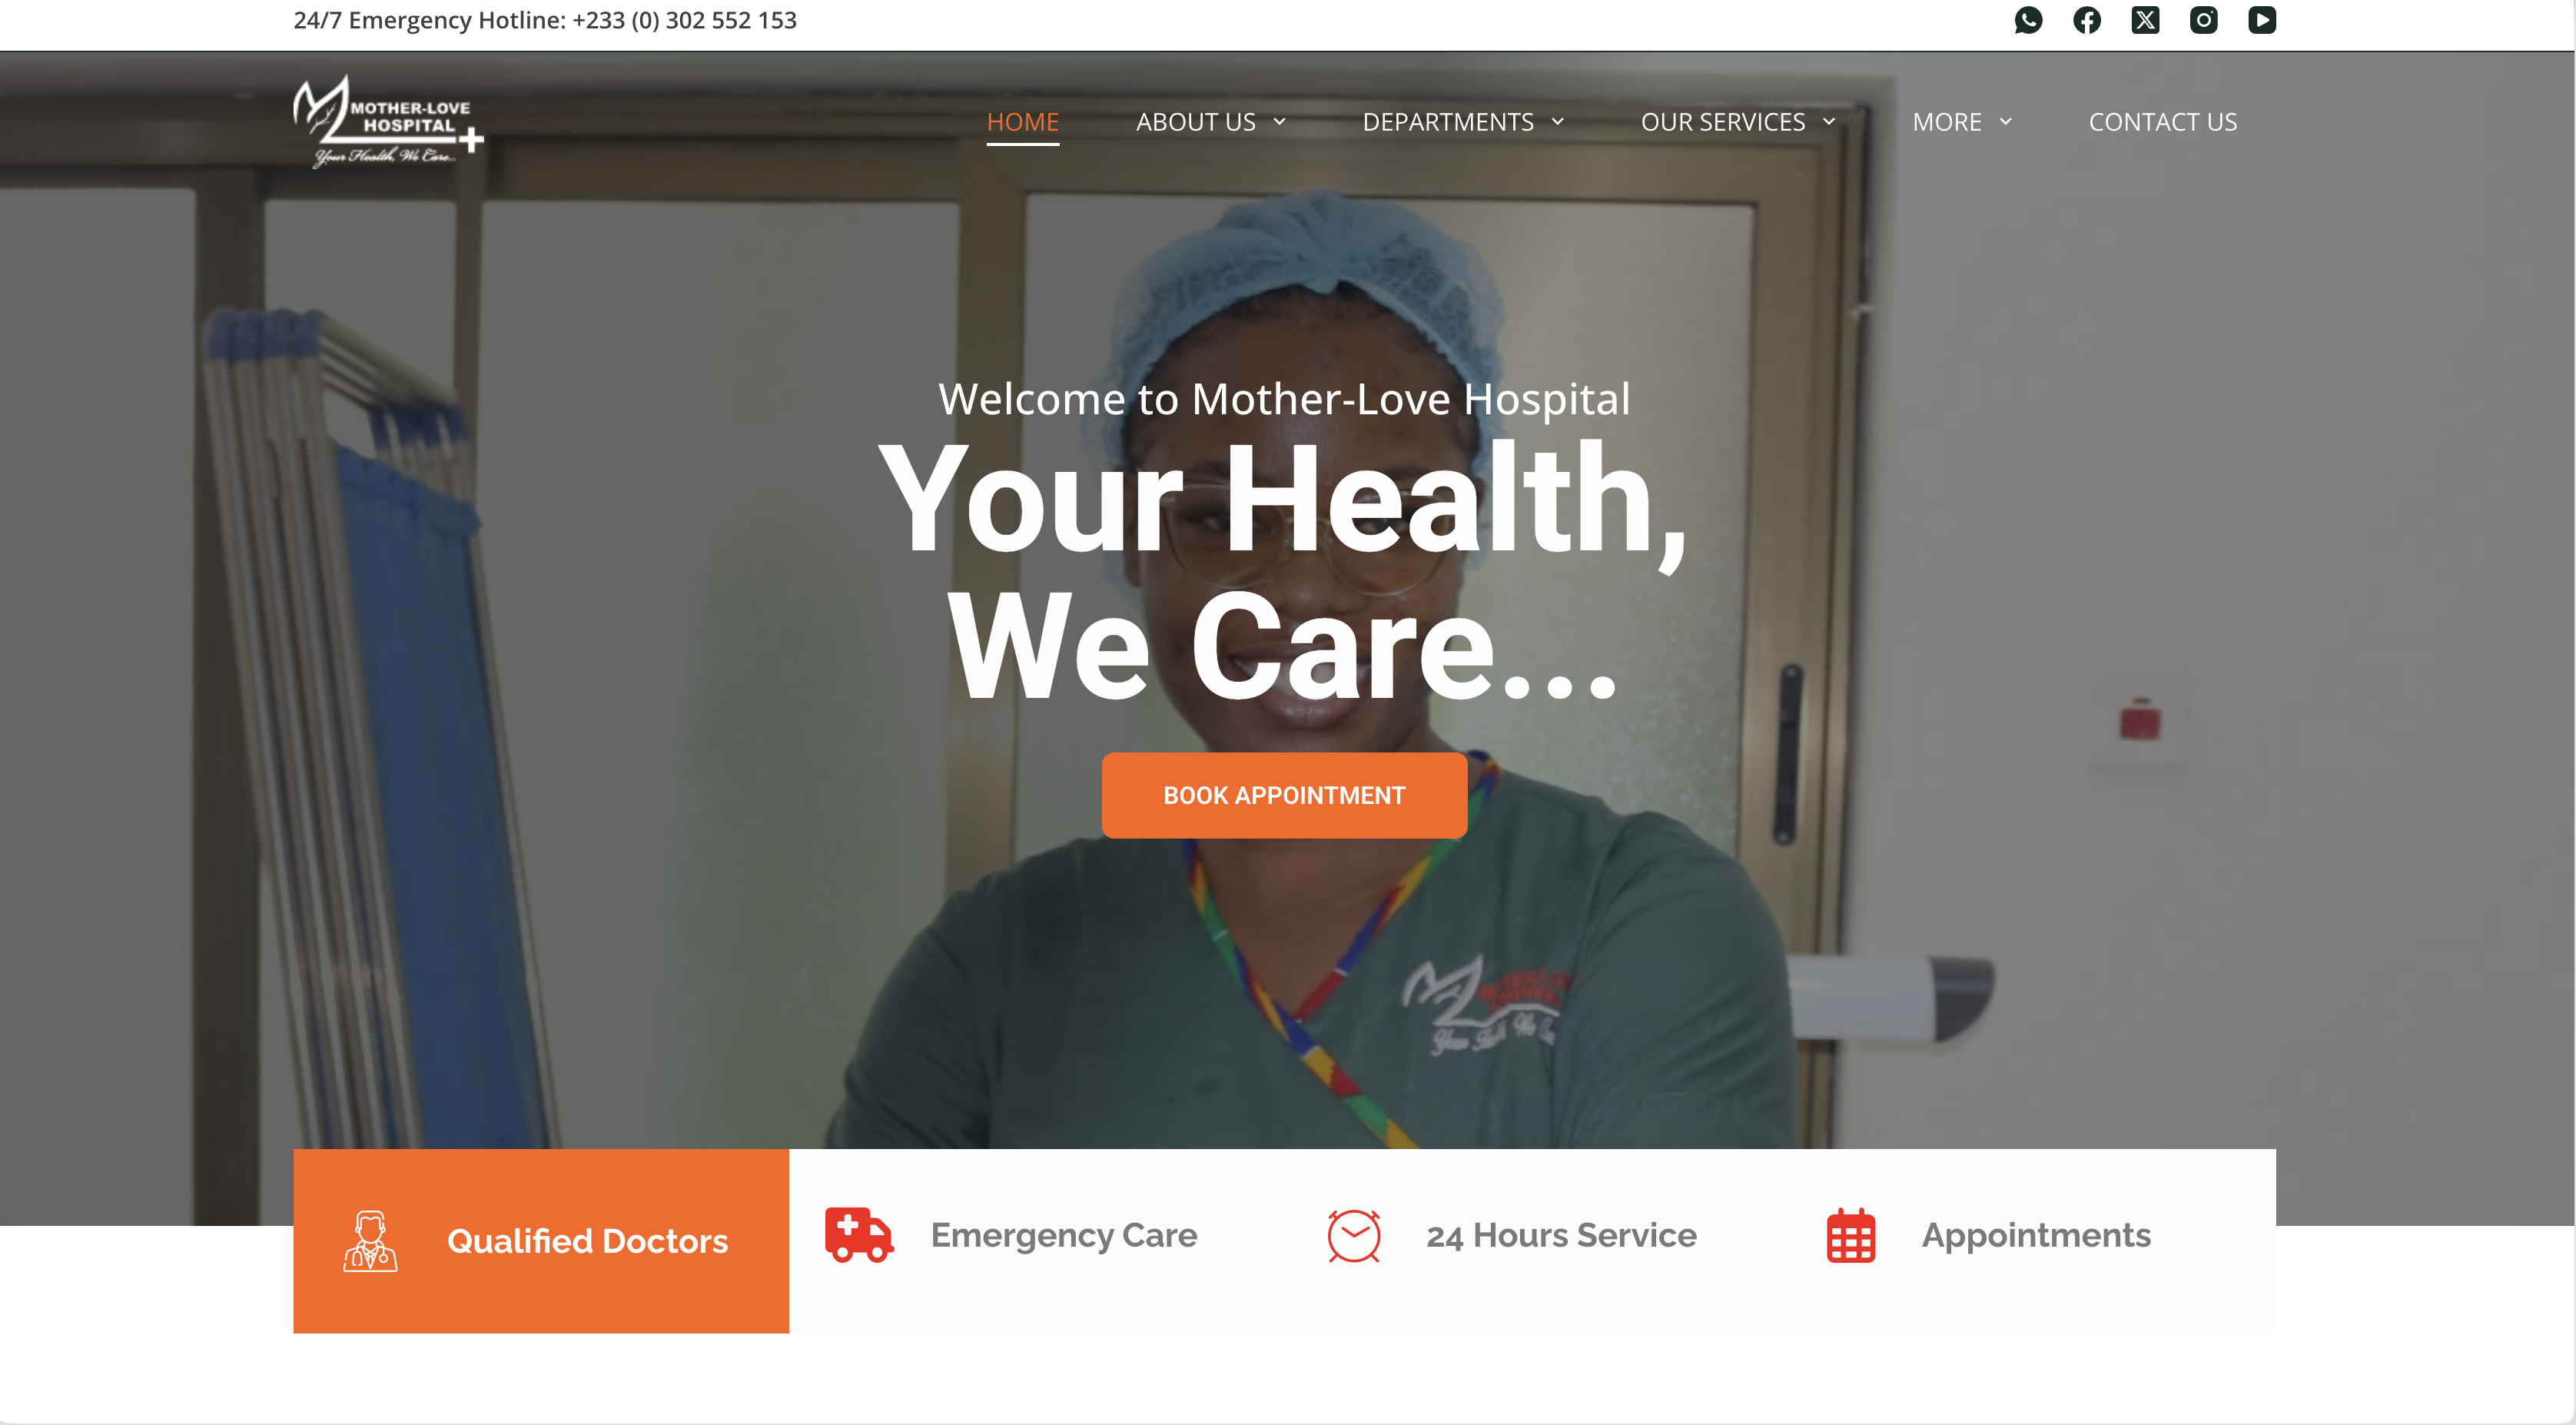 24/7 Emergency Hotline: +233 (0) 302 552 153
MOTHER-LOVE
HOSPITAL
Your Health, We Care...
HOME
ABOUT US
DEPARTMENTS
OUR SERVICES
MORE
CONTACT US
Welcome to Mother-Love Hospital
Your Health,
We Care...
BOOK APPOINTMENT
Qualified Doctors
Emergency Care
24 Hours Service
Appointments